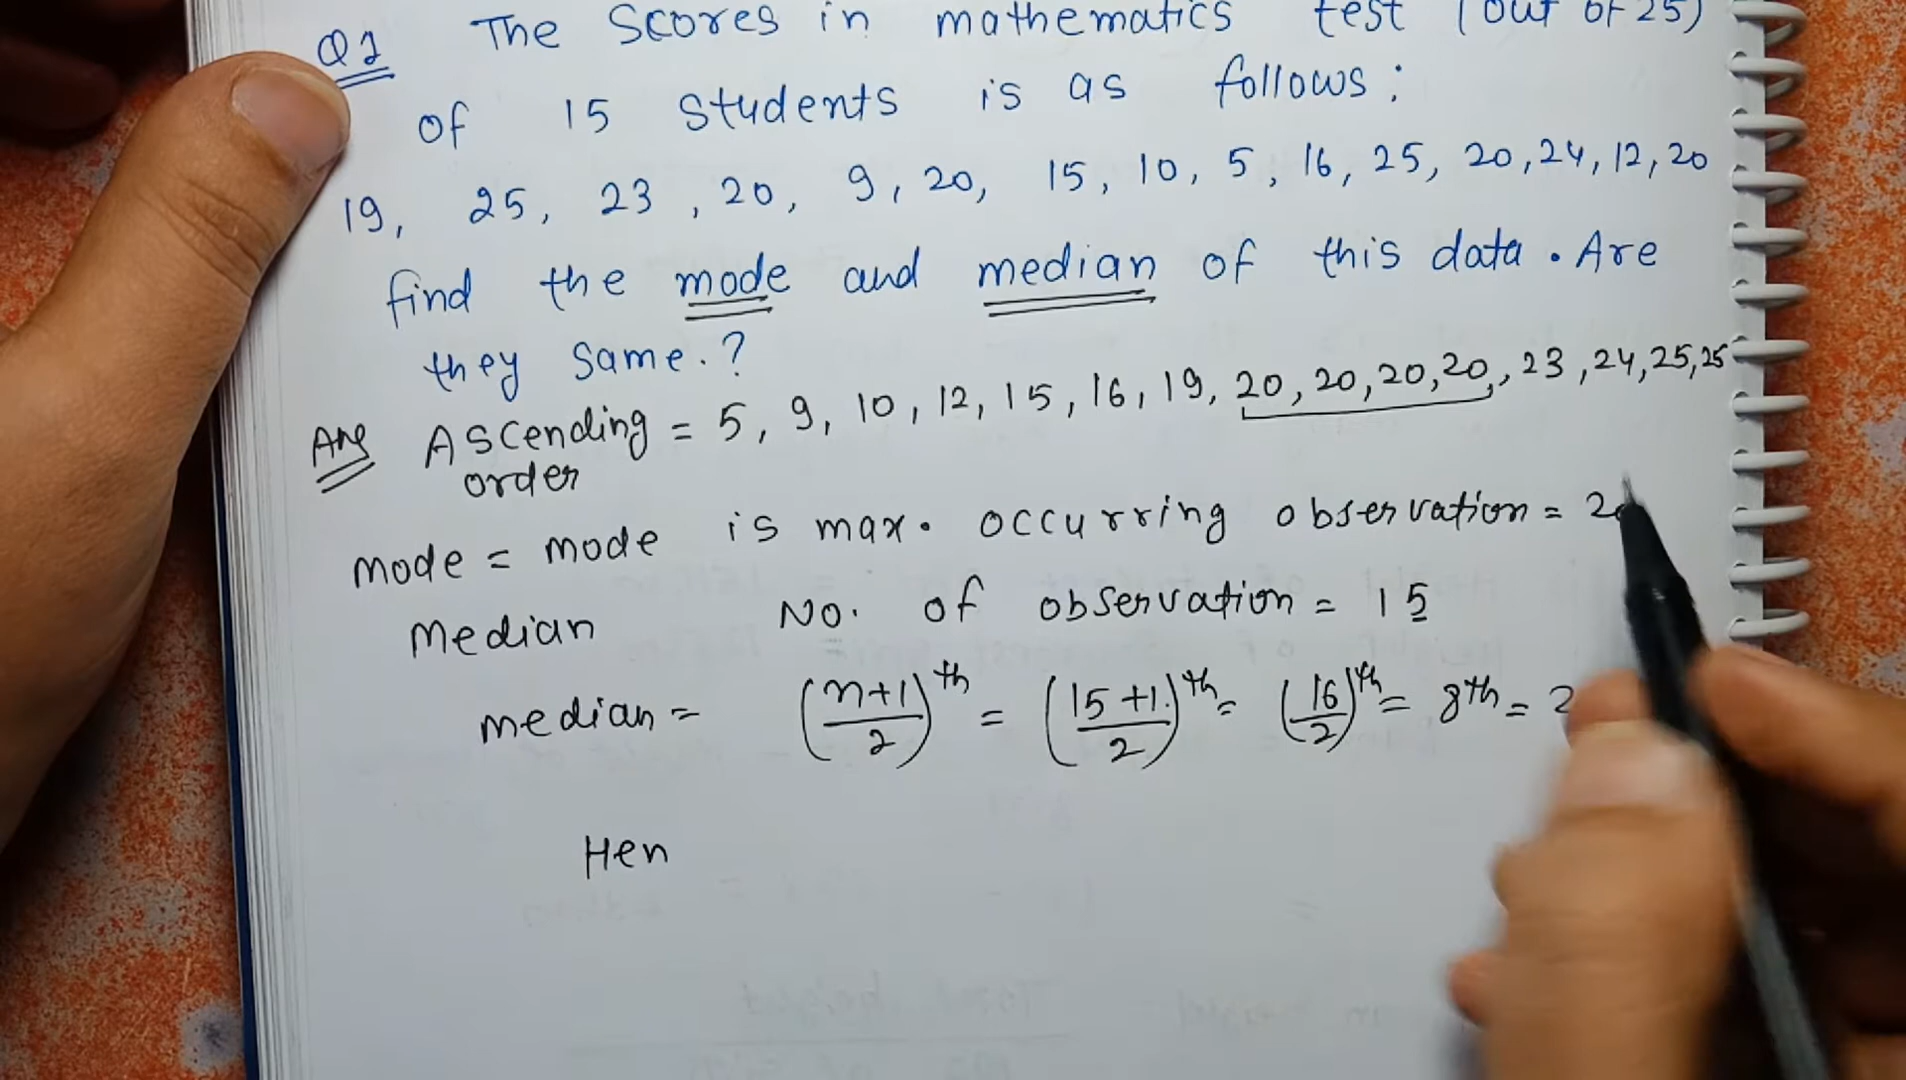 Q1 The Scores in mathematics test (out of 25)
of 15 students is as follows:
19, 25, 23, 20, 9, 20, 15, 10, 5, 16, 25, 20, 24, 12, 20
find the mode and median of this data. Are
they same.?
Ans Ascending = 5, 9, 10, 12, 15, 16, 19, 20, 20, 20, 20, , 23, 24, 25, 25
order
mode = mode is max. occurring observation = 20
Median No. of observation = 15
median = (n+1/2)th = (15+1/2)th = (16/2)th = 8th = 2
Hen